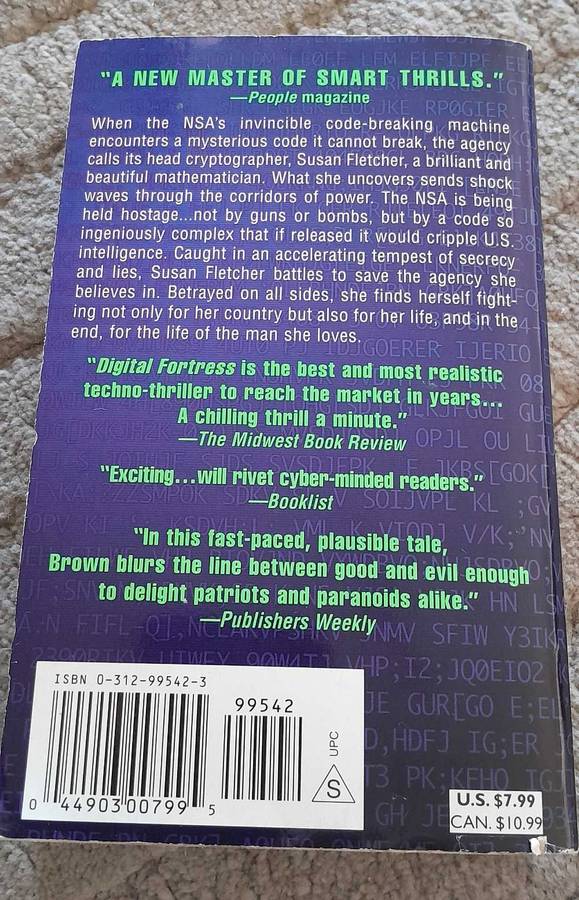 "A NEW MASTER OF SMART THRILLS."
—People magazine
When the NSA's invincible code-breaking machine
encounters a mysterious code it cannot break, the agency
calls its head cryptographer, Susan Fletcher, a brilliant and
beautiful mathematician. What she uncovers sends shock
waves through the corridors of power. The NSA is being
held hostage...not by guns or bombs, but by a code so
ingeniously complex that if released it would cripple U.S.
intelligence. Caught in an accelerating tempest of secrecy
and lies, Susan Fletcher battles to save the agency she
believes in. Betrayed on all sides, she finds herself fight-
ing not only for her country but also for her life, and in the
end, for the life of the man she loves.
"Digital Fortress is the best and most realistic
techno-thriller to reach the market in years...
A chilling thrill a minute."
—The Midwest Book Review
"Exciting...will rivet cyber-minded readers."
—Booklist
"In this fast-paced, plausible tale,
Brown blurs the line between good and evil enough
to delight patriots and paranoids alike."
—Publishers Weekly
ISBN 0-312-99542-3
99542
0 44903 00799 5
UPC
S
U.S. $7.99
CAN. $10.99